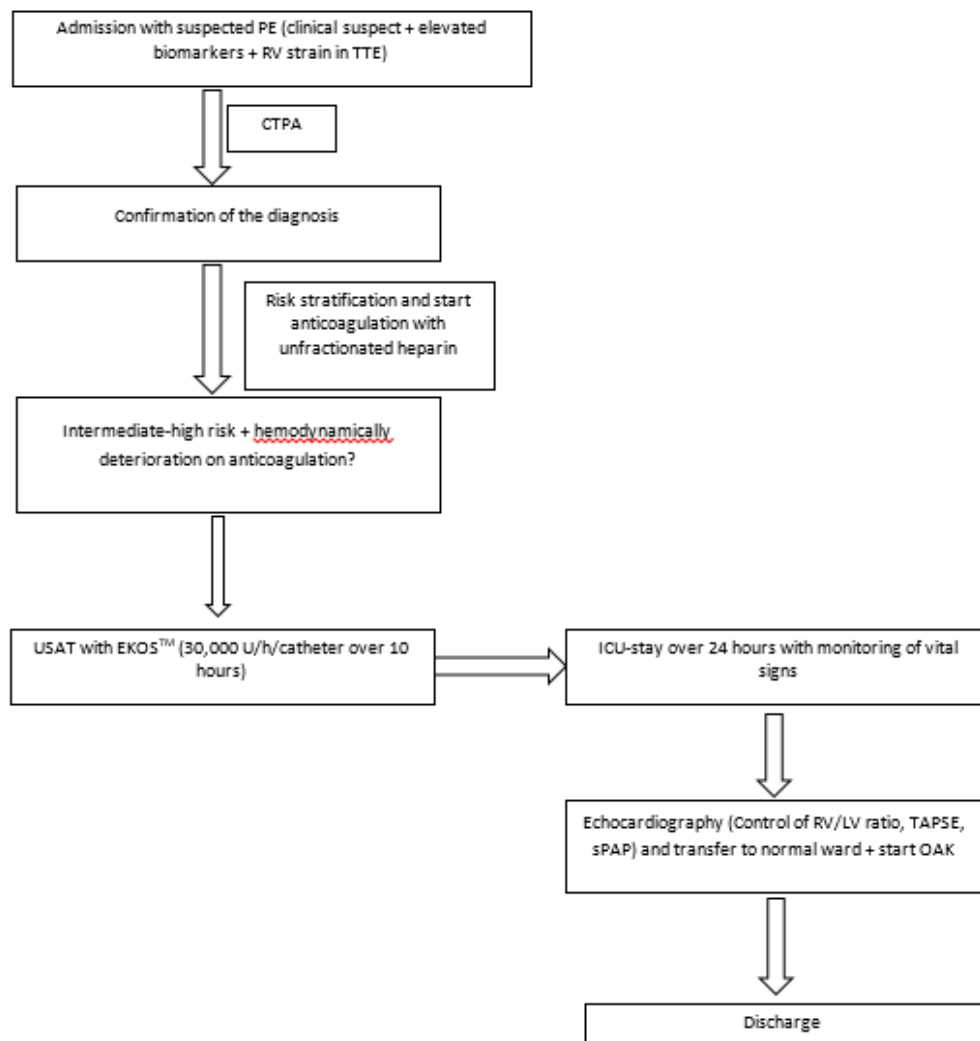 Admission with suspected PE (clinical suspect + elevated
biomarkers + RV strain in TTE)
CTPA
Confirmation of the diagnosis
Risk stratification and start
anticoagulation with
unfractionated heparin
Intermediate-high risk + hemodynamically
deterioration on anticoagulation?
USAT with EKOS™ (30,000 U/h/catheter over 10
hours)
ICU-stay over 24 hours with monitoring of vital
signs
Echocardiography (Control of RV/LV ratio, TAPSE,
sPAP) and transfer to normal ward + start OAK
Discharge